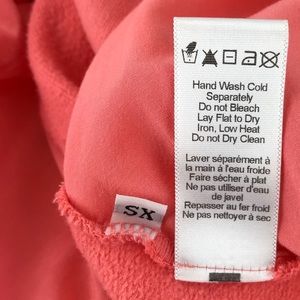 Hand Wash Cold
Separately
Do not Bleach
Lay Flat to Dry
Iron, Low Heat
Do not Dry Clean
Laver séparément à
la main à l'eau froide
Faire sécher à plat
Ne pas utiliser d'eau
de javel
Repasser au fer froid
Ne pas nettoyer à sec
XS